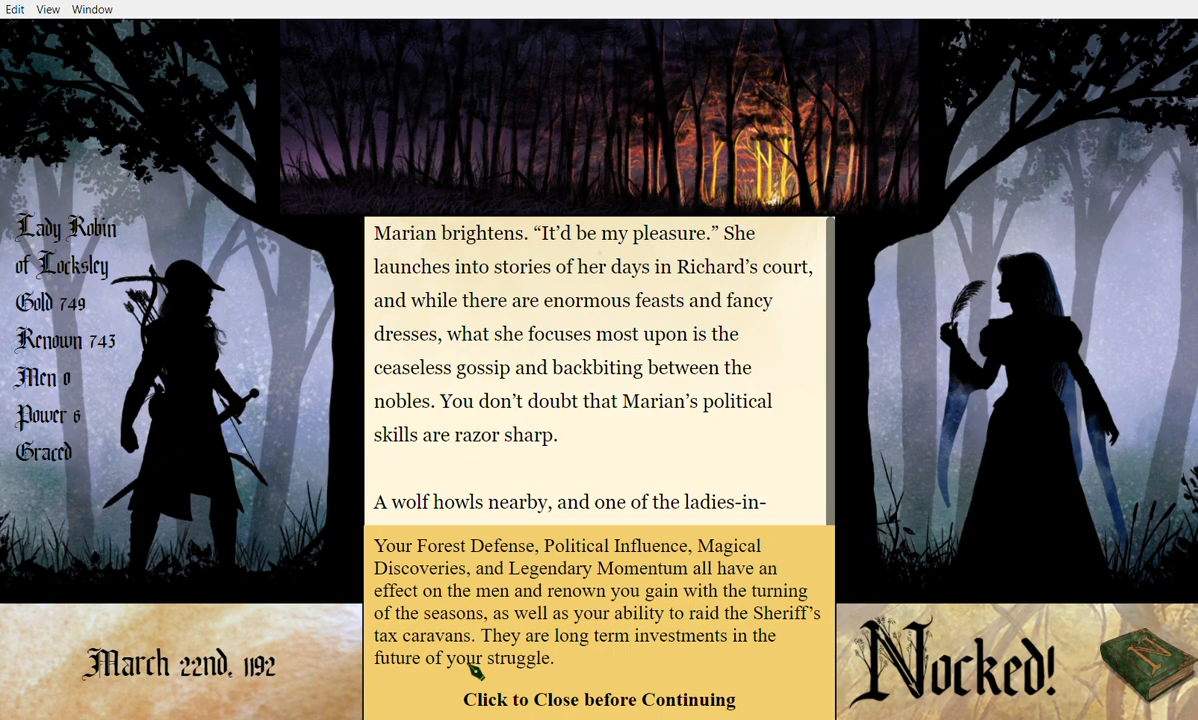 Edit View Window
Lady Robin
of Locksley
Gold 749
Renown 743
Men 0
Power 6
Graced
Marian brightens. “It’d be my pleasure.” She
launches into stories of her days in Richard’s court,
and while there are enormous feasts and fancy
dresses, what she focuses most upon is the
ceaseless gossip and backbiting between the
nobles. You don’t doubt that Marian’s political
skills are razor sharp.
A wolf howls nearby, and one of the ladies-in-
Your Forest Defense, Political Influence, Magical
Discoveries, and Legendary Momentum all have an
effect on the men and renown you gain with the turning
of the seasons, as well as your ability to raid the Sheriff’s
tax caravans. They are long term investments in the
future of your struggle.
Click to Close before Continuing
March 22nd, 1192
Nocked!
N